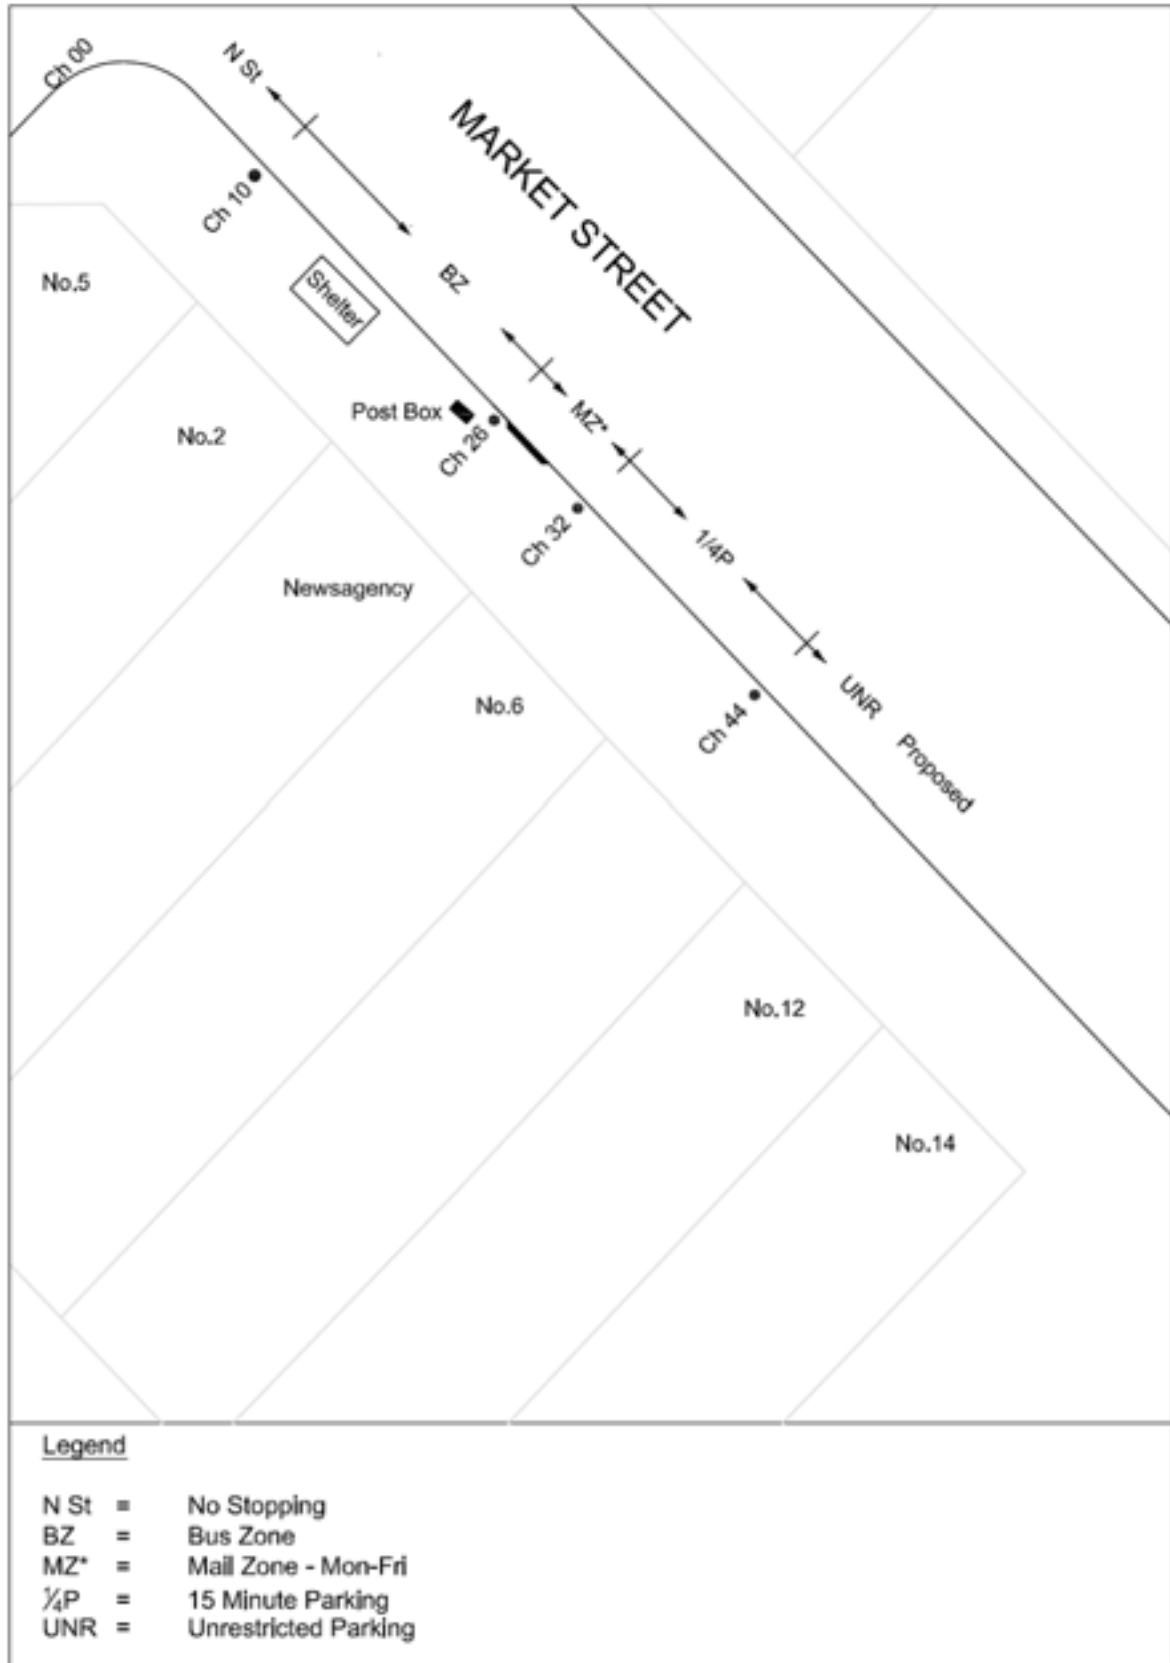 Ch 00
N St
MARKET STREET
Ch 10
BZ
No.5
Shelter
MZ*
Post Box
No.2
Ch 26
1/4P
Ch 32
Newsagency
UNR
Proposed
No.6
Ch 44
No.12
No.14
Legend
N St = No Stopping
BZ = Bus Zone
MZ* = Mail Zone - Mon-Fri
¼P = 15 Minute Parking
UNR = Unrestricted Parking